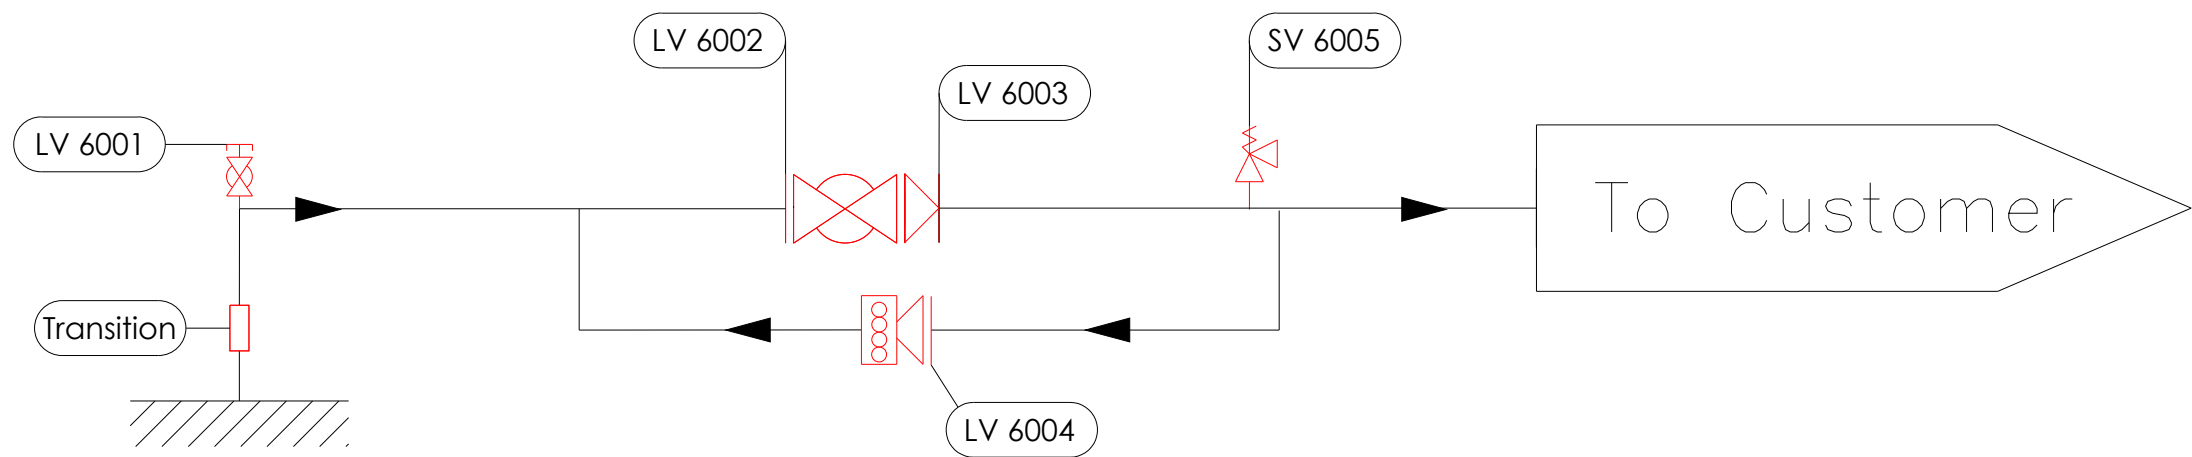 LV 6002
SV 6005
LV 6003
LV 6001
To Customer
Transition
LV 6004